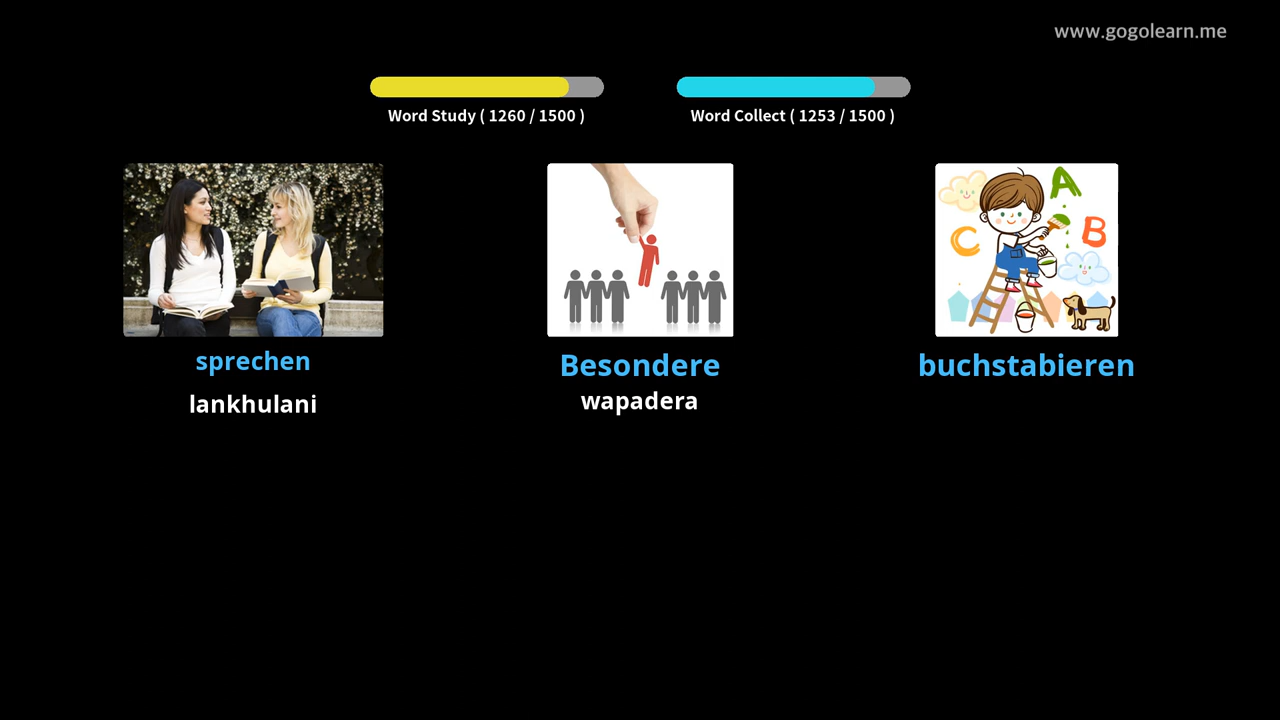 www.gogolearn.me
Word Study ( 1260 / 1500 )
Word Collect ( 1253 / 1500 )
A
B
C
sprechen
lankhulani
Besondere
wapadera
buchstabieren